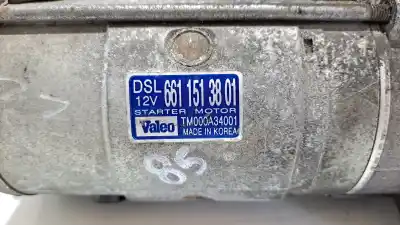 DSL 661 151 38 01
12V
STARTER MOTOR
Valeo TM000A34001
MADE IN KOREA
85